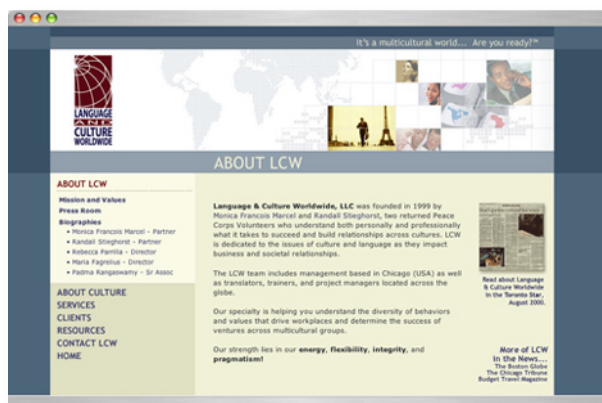 It's a multicultural world... Are you ready?™
LANGUAGE
AND
CULTURE
WORLDWIDE
ABOUT LCW
ABOUT LCW
Mission and Values
Press Room
Biographies
• Monica Francois Marcel - Partner
• Randall Stieghorst - Partner
• Rebecca Parrilla - Director
• Maria Fagrelius - Director
• Padma Rangaswamy - Sr Assoc
ABOUT CULTURE
SERVICES
CLIENTS
RESOURCES
CONTACT LCW
HOME
Language & Culture Worldwide, LLC was founded in 1999 by
Monica Francois Marcel and Randall Stieghorst, two returned Peace
Corps Volunteers who understand both personally and professionally
what it takes to succeed and build relationships across cultures. LCW
is dedicated to the issues of culture and language as they impact
business and societal relationships.
The LCW team includes management based in Chicago (USA) as well
as translators, trainers, and project managers located across the
globe.
Our specialty is helping you understand the diversity of behaviors
and values that drive workplaces and determine the success of
ventures across multicultural groups.
Our strength lies in our energy, flexibility, integrity, and
pragmatism!
Read about Language
& Culture Worldwide
in the Toronto Star,
August 2000.
More of LCW
in the News...
The Boston Globe
The Chicago Tribune
Budget Travel Magazine